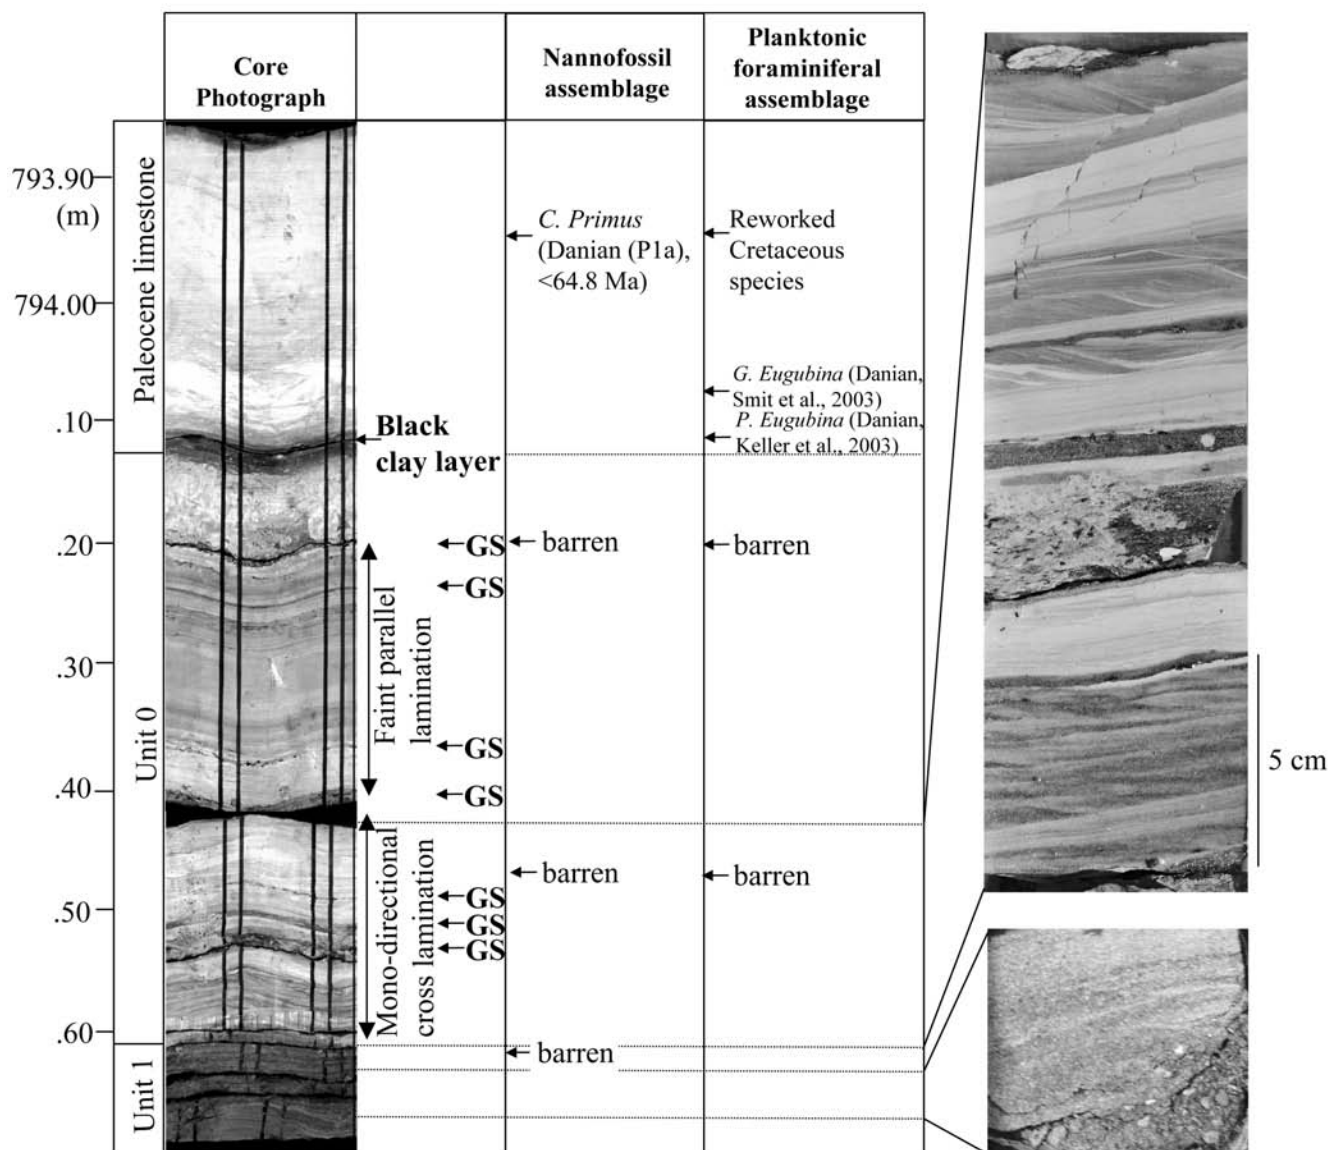 Core
Photograph
Nannofossil
assemblage
Planktonic
foraminiferal
assemblage
793.90
(m)
794.00
.10
.20
.30
.40
.50
.60
Paleocene limestone
Unit 0
Unit 1
Black
clay layer
Faint parallel
lamination
Mono-directional
cross lamination
GS
GS
GS
GS
GS
GS
GS
C. Primus
(Danian (P1a),
<64.8 Ma)
barren
barren
barren
Reworked
Cretaceous
species
G. Eugubina (Danian,
Smit et al., 2003)
P. Eugubina (Danian,
Keller et al., 2003)
barren
barren
5 cm